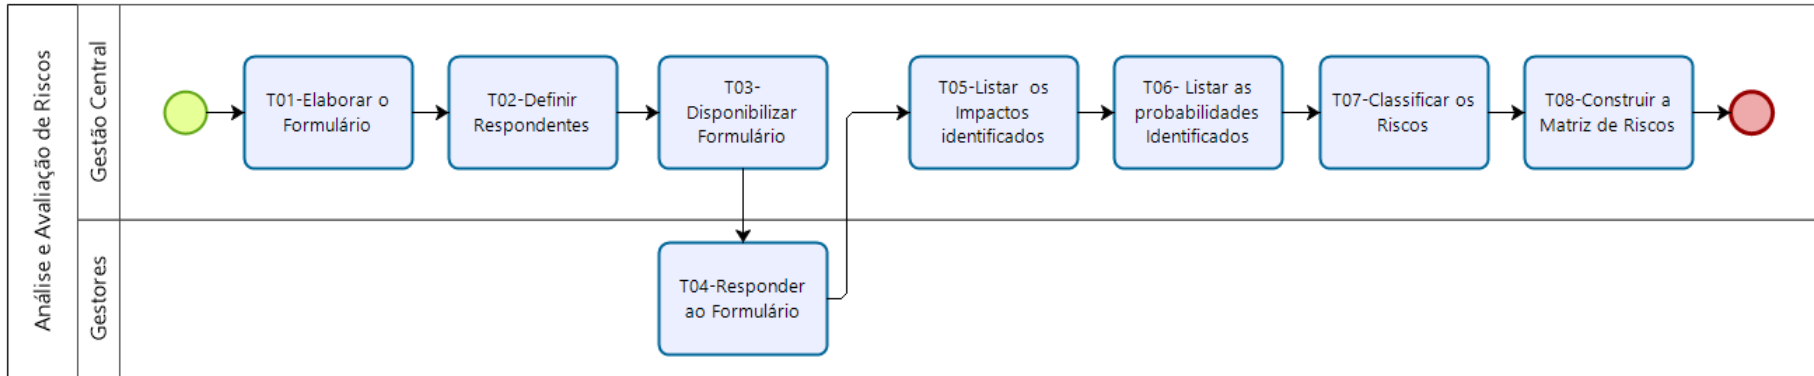 Análise e Avaliação de Riscos
Gestão Central
T01-Elaborar o
Formulário
T02-Definir
Respondentes
T03-
Disponibilizar
Formulário
T05-Listar os
Impactos
identificados
T06- Listar as
probabilidades
Identificados
T07-Classificar os
Riscos
T08-Construir a
Matriz de Riscos
Gestores
T04-Responder
ao Formulário